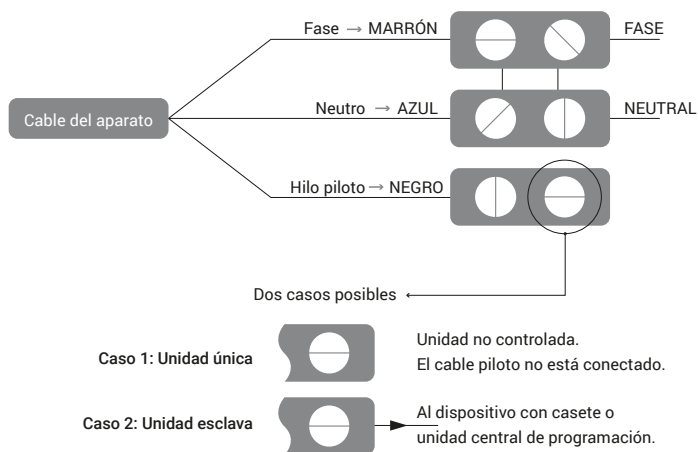 Fase → MARRÓN
FASE
Cable del aparato
Neutro → AZUL
NEUTRAL
Hilo piloto → NEGRO
Dos casos posibles ←
Caso 1: Unidad única
Unidad no controlada.
El cable piloto no está conectado.
Caso 2: Unidad esclava
Al dispositivo con casete o
unidad central de programación.